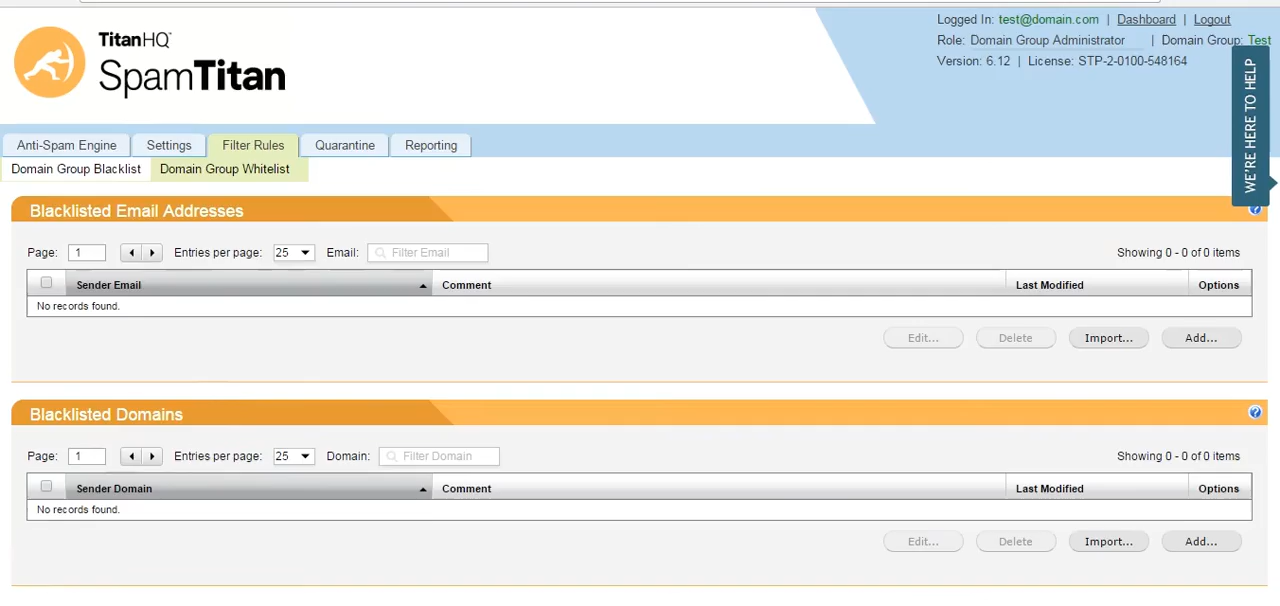 Logged In: test@domain.com | Dashboard | Logout
TitanHQ
SpamTitan
Role: Domain Group Administrator | Domain Group: Test
Version: 6.12 | License: STP-2-0100-548164
WE'RE HERE TO HELP
Anti-Spam Engine Settings Filter Rules Quarantine Reporting
Domain Group Blacklist Domain Group Whitelist
Blacklisted Email Addresses
Page: 1 Entries per page: 25 Email: Filter Email Showing 0 - 0 of 0 items
Sender Email Comment Last Modified Options
No records found.
Edit... Delete Import... Add...
Blacklisted Domains
Page: 1 Entries per page: 25 Domain: Filter Domain Showing 0 - 0 of 0 items
Sender Domain Comment Last Modified Options
No records found.
Edit... Delete Import... Add...